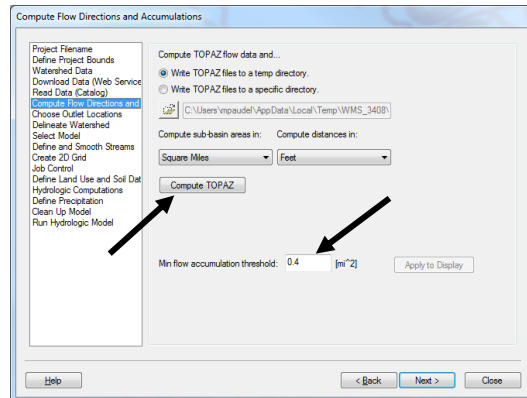 Compute Flow Directions and Accumulations
Project Filename
Define Project Bounds
Watershed Data
Download Data (Web Service
Read Data (Catalog)
Compute Flow Directions and
Choose Outlet Locations
Delineate Watershed
Select Model
Define and Smooth Streams
Create 2D Grid
Job Control
Define Land Use and Soil Dat
Hydrologic Computations
Define Precipitation
Clean Up Model
Run Hydrologic Model
Compute TOPAZ flow data and...
Write TOPAZ files to a temp directory.
Write TOPAZ files to a specific directory.
C:\Users\mpaudel\AppData\Local\Temp\WMS_3408\
Compute sub-basin areas in: Compute distances in:
Square Miles Feet
Compute TOPAZ
Min flow accumulation threshold: 0.4 [mi^2] Apply to Display
Help < Back Next > Close